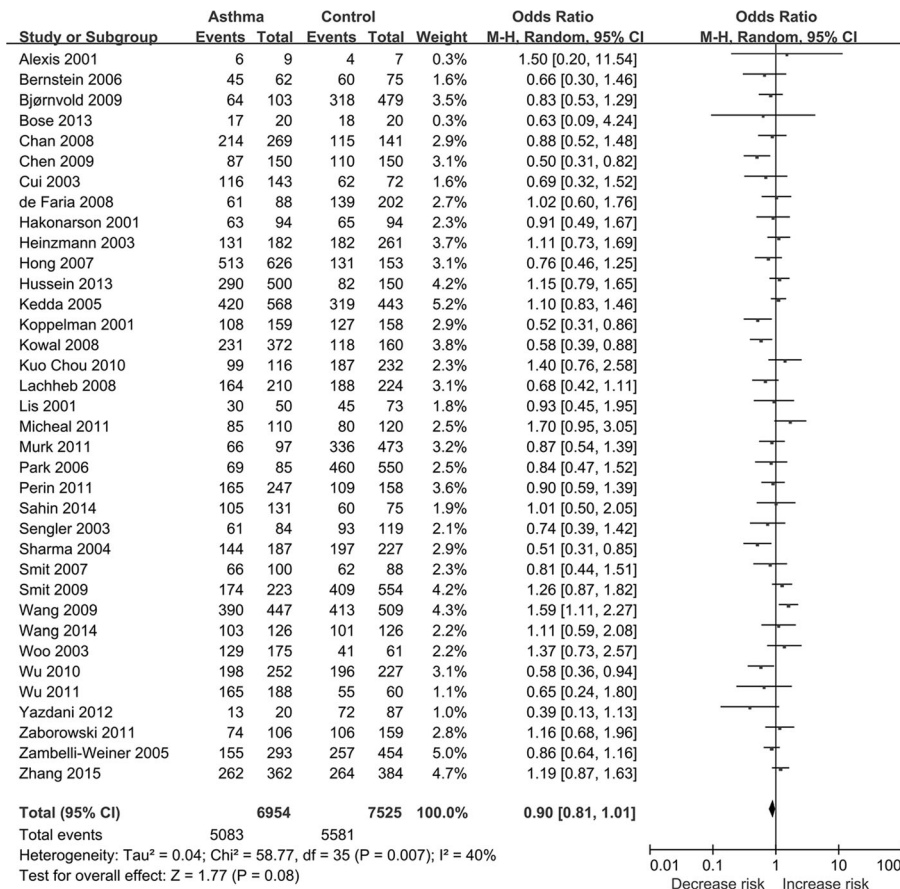 Asthma Control Odds Ratio Odds Ratio
Study or Subgroup Events Total Events Total Weight M-H, Random, 95% CI M-H, Random, 95% CI
Alexis 2001 6 9 4 7 0.3% 1.50 [0.20, 11.54]
Bernstein 2006 45 62 60 75 1.6% 0.66 [0.30, 1.46]
Bjørnvold 2009 64 103 318 479 3.5% 0.83 [0.53, 1.29]
Bose 2013 17 20 18 20 0.3% 0.63 [0.09, 4.24]
Chan 2008 214 269 115 141 2.9% 0.88 [0.52, 1.48]
Chen 2009 87 150 110 150 3.1% 0.50 [0.31, 0.82]
Cui 2003 116 143 62 72 1.6% 0.69 [0.32, 1.52]
de Faria 2008 61 88 139 202 2.7% 1.02 [0.60, 1.76]
Hakonarson 2001 63 94 65 94 2.3% 0.91 [0.49, 1.67]
Heinzmann 2003 131 182 182 261 3.7% 1.11 [0.73, 1.69]
Hong 2007 513 626 131 153 3.1% 0.76 [0.46, 1.25]
Hussein 2013 290 500 82 150 4.2% 1.15 [0.79, 1.65]
Kedda 2005 420 568 319 443 5.2% 1.10 [0.83, 1.46]
Koppelman 2001 108 159 127 158 2.9% 0.52 [0.31, 0.86]
Kowal 2008 231 372 118 160 3.8% 0.58 [0.39, 0.88]
Kuo Chou 2010 99 116 187 232 2.3% 1.40 [0.76, 2.58]
Lachheb 2008 164 210 188 224 3.1% 0.68 [0.42, 1.11]
Lis 2001 30 50 45 73 1.8% 0.93 [0.45, 1.95]
Micheal 2011 85 110 80 120 2.5% 1.70 [0.95, 3.05]
Murk 2011 66 97 336 473 3.2% 0.87 [0.54, 1.39]
Park 2006 69 85 460 550 2.4% 0.84 [0.47, 1.52]
Perin 2011 165 247 109 158 3.6% 0.90 [0.59, 1.39]
Sahin 2014 105 131 60 75 1.9% 1.01 [0.50, 2.05]
Sengler 2003 61 84 93 119 2.1% 0.74 [0.39, 1.42]
Sharma 2004 144 187 197 227 2.9% 0.51 [0.31, 0.85]
Smit 2007 66 100 62 88 2.3% 0.81 [0.44, 1.51]
Smit 2009 174 223 409 554 4.2% 1.26 [0.87, 1.82]
Wang 2009 390 447 413 509 4.3% 1.59 [1.11, 2.27]
Wang 2014 103 126 101 126 2.2% 1.11 [0.59, 2.08]
Woo 2003 129 175 41 61 2.2% 1.37 [0.73, 2.57]
Wu 2010 198 252 196 227 3.1% 0.58 [0.36, 0.94]
Wu 2011 165 188 55 60 1.1% 0.65 [0.24, 1.80]
Yazdani 2012 13 20 72 87 1.0% 0.39 [0.13, 1.13]
Zaborowski 2011 74 106 106 159 2.8% 1.16 [0.68, 1.96]
Zambelli-Weiner 2005 155 293 257 454 5.0% 0.86 [0.64, 1.16]
Zhang 2015 262 362 264 384 4.7% 1.19 [0.87, 1.63]
Total (95% CI) 6954 7525 100.0% 0.90 [0.81, 1.01]
Total events 5083 5581
Heterogeneity: Tau² = 0.04; Chi² = 58.77, df = 35 (P = 0.007); I² = 40%
Test for overall effect: Z = 1.77 (P = 0.08)
0.01 0.1 1 10 100
Decrease risk Increase risk